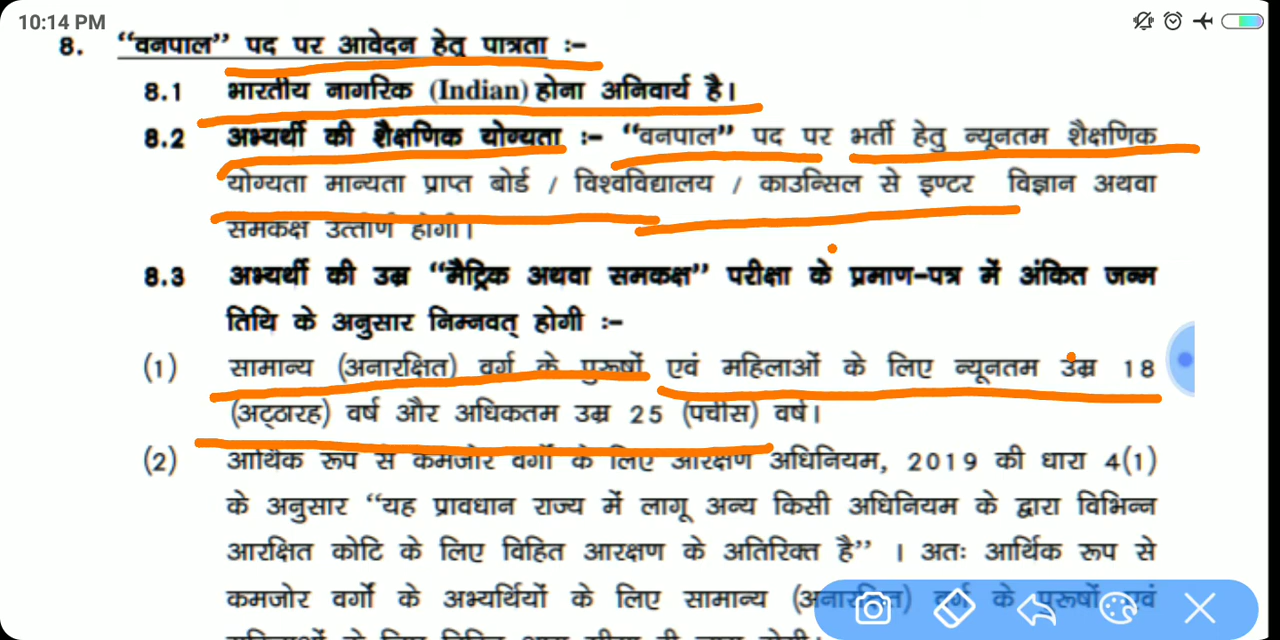 10:14 PM
8. “वनपाल” पद पर आवेदन हेतु पात्रता :-
8.1 भारतीय नागरिक (Indian) होना अनिवार्य है।
8.2 अभ्यर्थी की शैक्षणिक योग्यता :- “वनपाल” पद पर भर्ती हेतु न्यूनतम शैक्षणिक
योग्यता मान्यता प्राप्त बोर्ड / विश्वविद्यालय / काउन्सिल से इण्टर विज्ञान अथवा
समकक्ष उत्तीर्ण होगी।
8.3 अभ्यर्थी की उम्र “मैट्रिक अथवा समकक्ष” परीक्षा के प्रमाण-पत्र में अंकित जन्म
तिथि के अनुसार निम्नवत् होगी :-
(1) सामान्य (अनारक्षित) वर्ग के पुरूषों एवं महिलाओं के लिए न्यूनतम उम्र 18
(अट्ठारह) वर्ष और अधिकतम उम्र 25 (पचीस) वर्ष।
(2) आर्थिक रूप से कमजोर वर्गों के लिए आरक्षण अधिनियम, 2019 की धारा 4(1)
के अनुसार “यह प्रावधान राज्य में लागू अन्य किसी अधिनियम के द्वारा विभिन्न
आरक्षित कोटि के लिए विहित आरक्षण के अतिरिक्त है” । अतः आर्थिक रूप से
कमजोर वर्गों के अभ्यर्थियों के लिए सामान्य (अनारक्षित) वर्ग के पुरूषों एवं